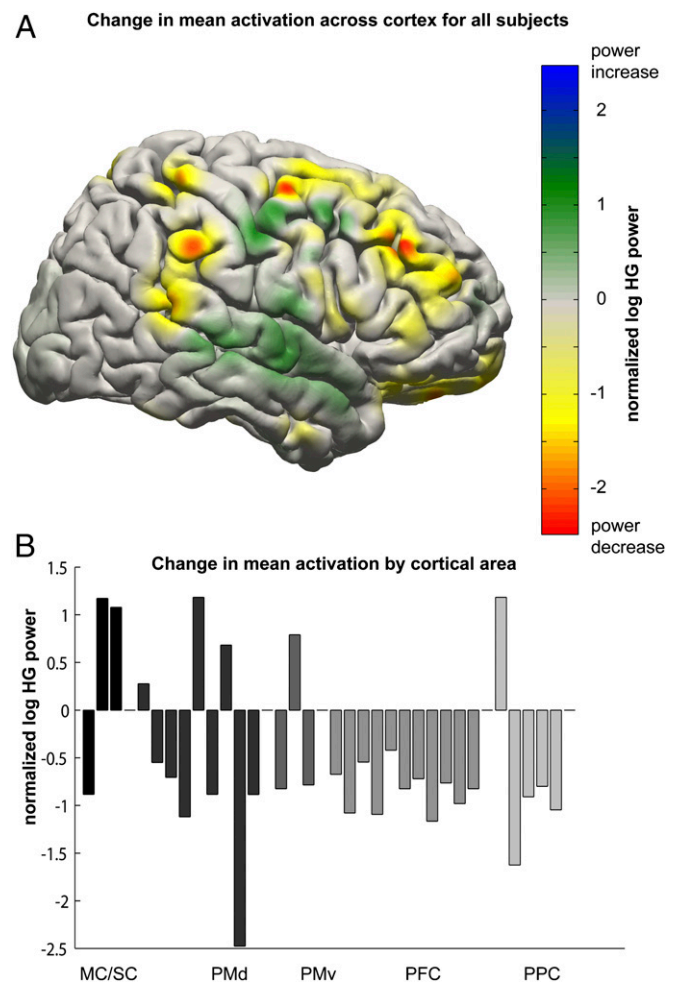 A
Change in mean activation across cortex for all subjects
power
increase
2
1
0
-1
-2
power
decrease
normalized log HG power
B
Change in mean activation by cortical area
normalized log HG power
1.5
1
0.5
0
-0.5
-1
-1.5
-2
-2.5
MC/SC PMd PMv PFC PPC